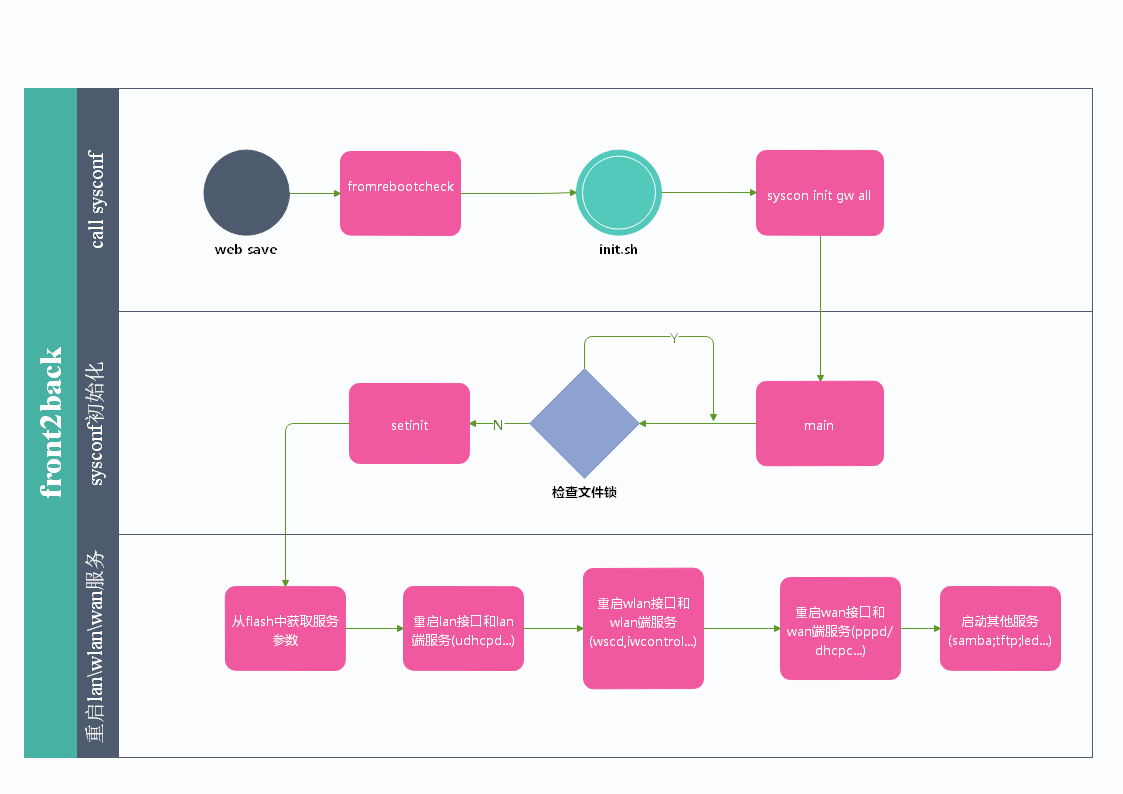 front2back
call sysconf
web save
fromrebootcheck
init.sh
syscon init gw all
sysconf初始化
Y
setinit
N
检查文件锁
main
重启lan\wlan\wan服务
从flash中获取服务
参数
重启lan接口和lan
端服务(udhcpd...)
重启wlan接口和
wlan端服务
(wscd,iwcontrol...)
重启wan接口和
wan端服务(pppd/
dhcpc...)
启动其他服务
(samba;tftp;led...)